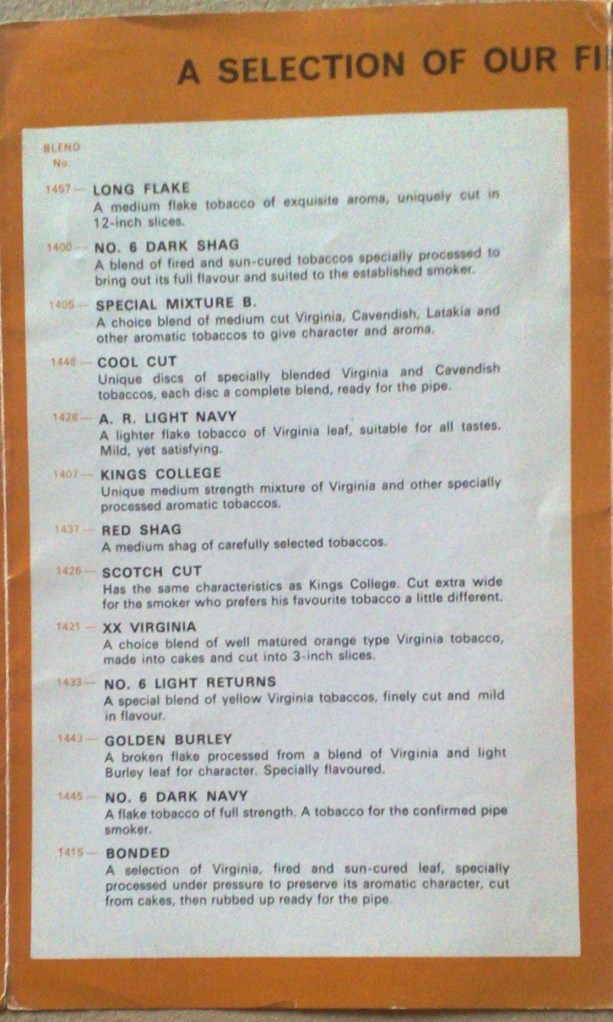 A SELECTION OF OUR
BLEND
No.
1457— LONG FLAKE
A medium flake tobacco of exquisite aroma, uniquely cut in
12-inch slices.
1400— NO. 6 DARK SHAG
A blend of fired and sun-cured tobaccos specially processed to
bring out its full flavour and suited to the established smoker.
1405— SPECIAL MIXTURE B.
A choice blend of medium cut Virginia, Cavendish, Latakia and
other aromatic tobaccos to give character and aroma.
1448— COOL CUT
Unique discs of specially blended Virginia and Cavendish
tobaccos, each disc a complete blend, ready for the pipe.
1428— A. R. LIGHT NAVY
A lighter flake tobacco of Virginia leaf, suitable for all tastes.
Mild, yet satisfying.
1407— KINGS COLLEGE
Unique medium strength mixture of Virginia and other specially
processed aromatic tobaccos.
1437— RED SHAG
A medium shag of carefully selected tobaccos.
1426— SCOTCH CUT
Has the same characteristics as Kings College. Cut extra wide
for the smoker who prefers his favourite tobacco a little different.
1421— XX VIRGINIA
A choice blend of well matured orange type Virginia tobacco,
made into cakes and cut into 3-inch slices.
1433— NO. 6 LIGHT RETURNS
A special blend of yellow Virginia tobaccos, finely cut and mild
in flavour.
1443— GOLDEN BURLEY
A broken flake processed from a blend of Virginia and light
Burley leaf for character. Specially flavoured.
1445— NO. 6 DARK NAVY
A flake tobacco of full strength. A tobacco for the confirmed pipe
smoker.
1415— BONDED
A selection of Virginia, fired and sun-cured leaf, specially
processed under pressure to preserve its aromatic character, cut
from cakes, then rubbed up ready for the pipe.